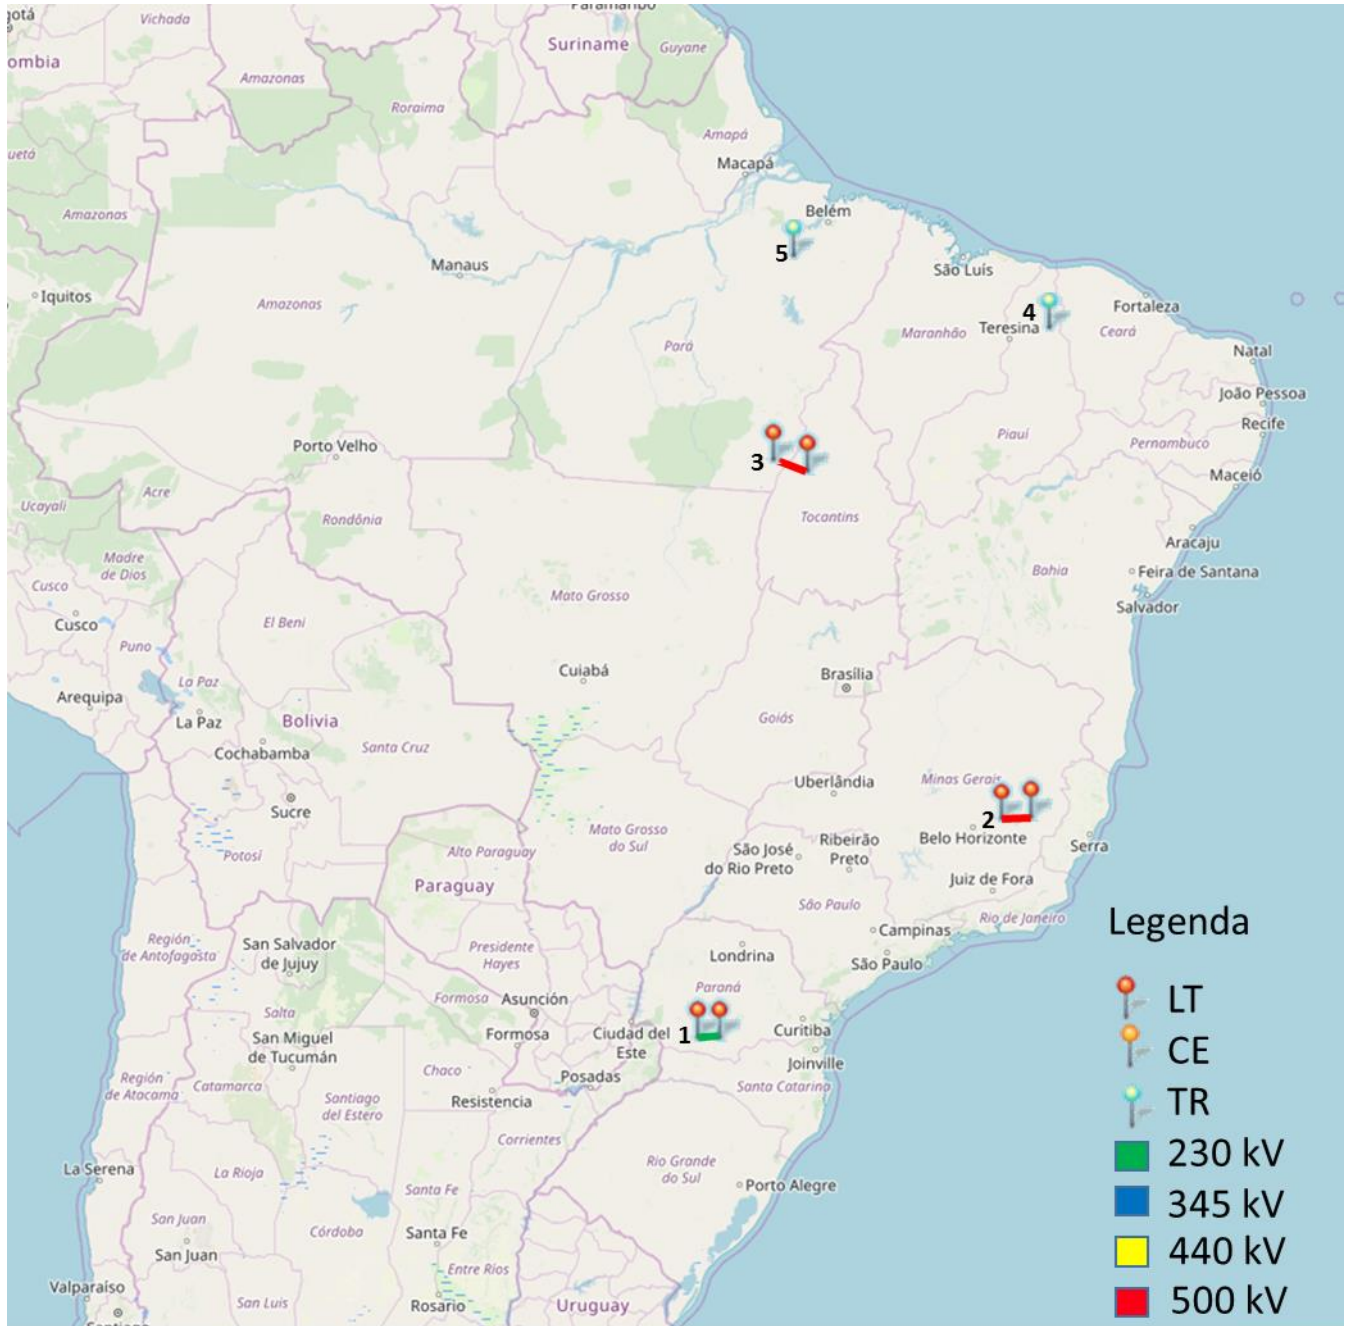 Paramaribo
gotá
Vichada
Suriname
Guyane
ombia
Amazonas
Roraima
Amapá
uetá
Macapá
Amazonas
Belém
5
Manaus
São Luís
Iquitos
Amazonas
4
Fortaleza
Teresina
Maranhão
Ceará
Pará
Natal
João Pessoa
Recife
Piauí
Pernambuco
Porto Velho
3
Maceió
Acre
Ucayali
Rondônia
Tocantins
Aracaju
Madre
de Dios
Bahia
Feira de Santana
Cusco
Mato Grosso
Salvador
Cusco
El Beni
Puno
Cuiabá
Brasília
La Paz
Arequipa
La Paz
Bolivia
Goiás
Cochabamba
Santa Cruz
Uberlândia
Minas Gerais
Sucre
2
Mato Grosso
do Sul
Belo Horizonte
Ribeirão
Preto
São José
do Rio Preto
Serra
Potosí
Alto Paraguay
Paraguay
Juiz de Fora
São Paulo
Rio de Janeiro
Legenda
Campinas
Región
de Antofagasta
San Salvador
de Jujuy
Presidente
Hayes
Londrina
São Paulo
Paraná
LT
Formosa
Asunción
Salta
Formosa
Ciudad del
Este
1
Curitiba
San Miguel
de Tucumán
CE
Joinville
Chaco
Posadas
Región
de Atacama
Catamarca
Santiago
del Estero
Resistencia
Santa Catarina
TR
Corrientes
230 kV
La Serena
La Rioja
Rio Grande
do Sul
Santa Fe
Porto Alegre
345 kV
San Juan
Córdoba
Santa Fe
San Juan
440 kV
Entre Ríos
Valparaíso
San Luis
Rosario
Uruguay
500 kV
Santiago